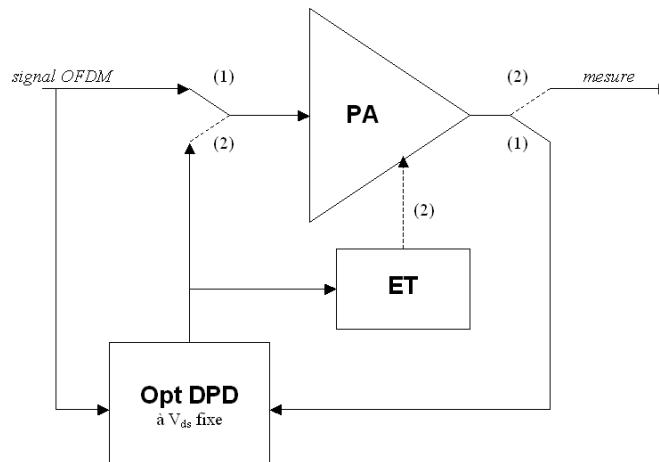 signal OFDM
(1)
(2)
mesure
PA
(2)
(1)
(2)
ET
Opt DPD
à Vds fixe